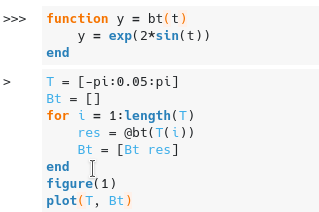 >>> function y = bt(t)
y = exp(2*sin(t))
end
> T = [-pi:0.05:pi]
Bt = []
for i = 1:length(T)
res = @bt(T(i))
Bt = [Bt res]
end
figure(1)
plot(T, Bt)